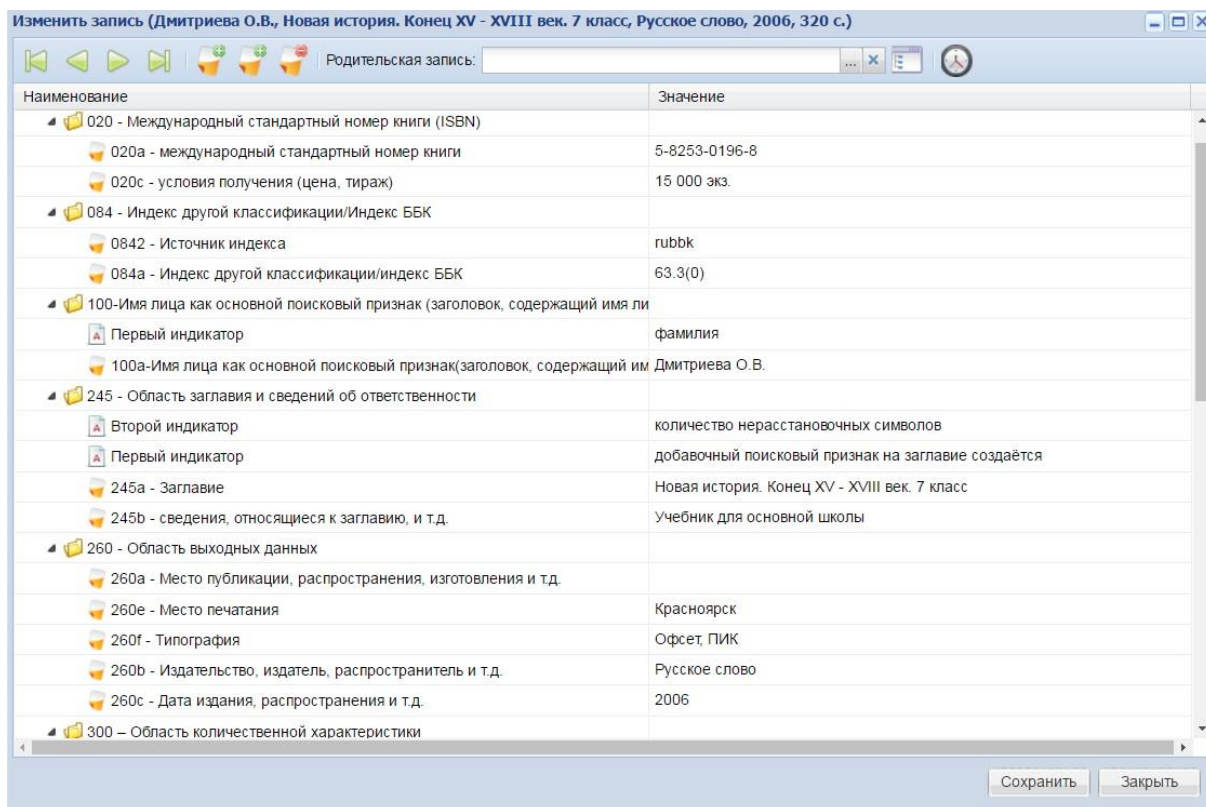 Изменить запись (Дмитриева О.В., Новая история. Конец XV - XVIII век. 7 класс, Русское слово, 2006, 320 с.)
Родительская запись: ...
Наименование Значение
020 - Международный стандартный номер книги (ISBN)
020a - международный стандартный номер книги 5-8253-0196-8
020c - условия получения (цена, тираж) 15 000 экз.
084 - Индекс другой классификации/Индекс ББК
0842 - Источник индекса rubbk
084a - Индекс другой классификации/индекс ББК 63.3(0)
100-Имя лица как основной поисковый признак (заголовок, содержащий имя ли
Первый индикатор фамилия
100a-Имя лица как основной поисковый признак(заголовок, содержащий им Дмитриева О.В.
245 - Область заглавия и сведений об ответственности
Второй индикатор количество нерасстановочных символов
Первый индикатор добавочный поисковый признак на заглавие создаётся
245a - Заглавие Новая история. Конец XV - XVIII век. 7 класс
245b - сведения, относящиеся к заглавию, и т.д. Учебник для основной школы
260 - Область выходных данных
260a - Место публикации, распространения, изготовления и т.д.
260e - Место печатания Красноярск
260f - Типография Офсет, ПИК
260b - Издательство, издатель, распространитель и т.д. Русское слово
260c - Дата издания, распространения и т.д. 2006
300 – Область количественной характеристики
Сохранить Закрыть